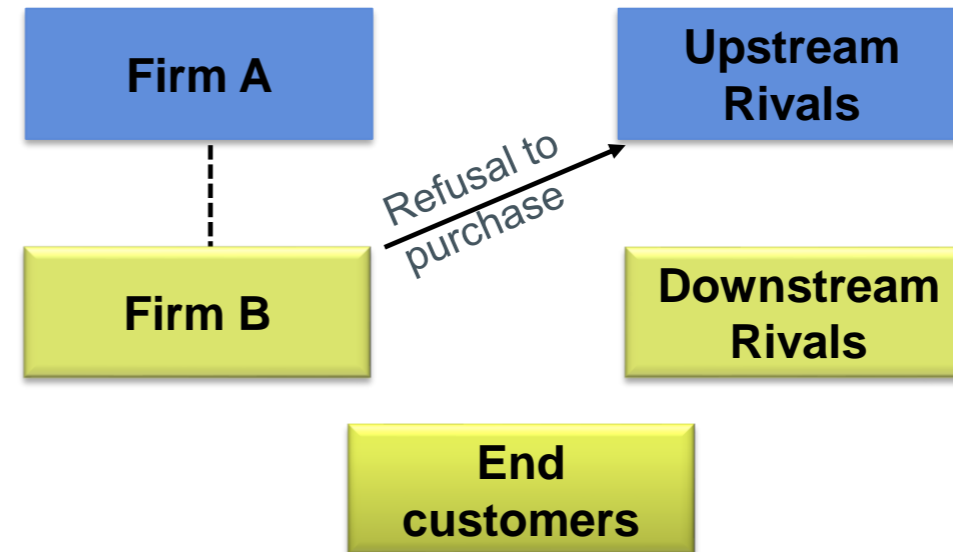 Firm A
Upstream
Rivals
Refusal to
purchase
Firm B
Downstream
Rivals
End
customers